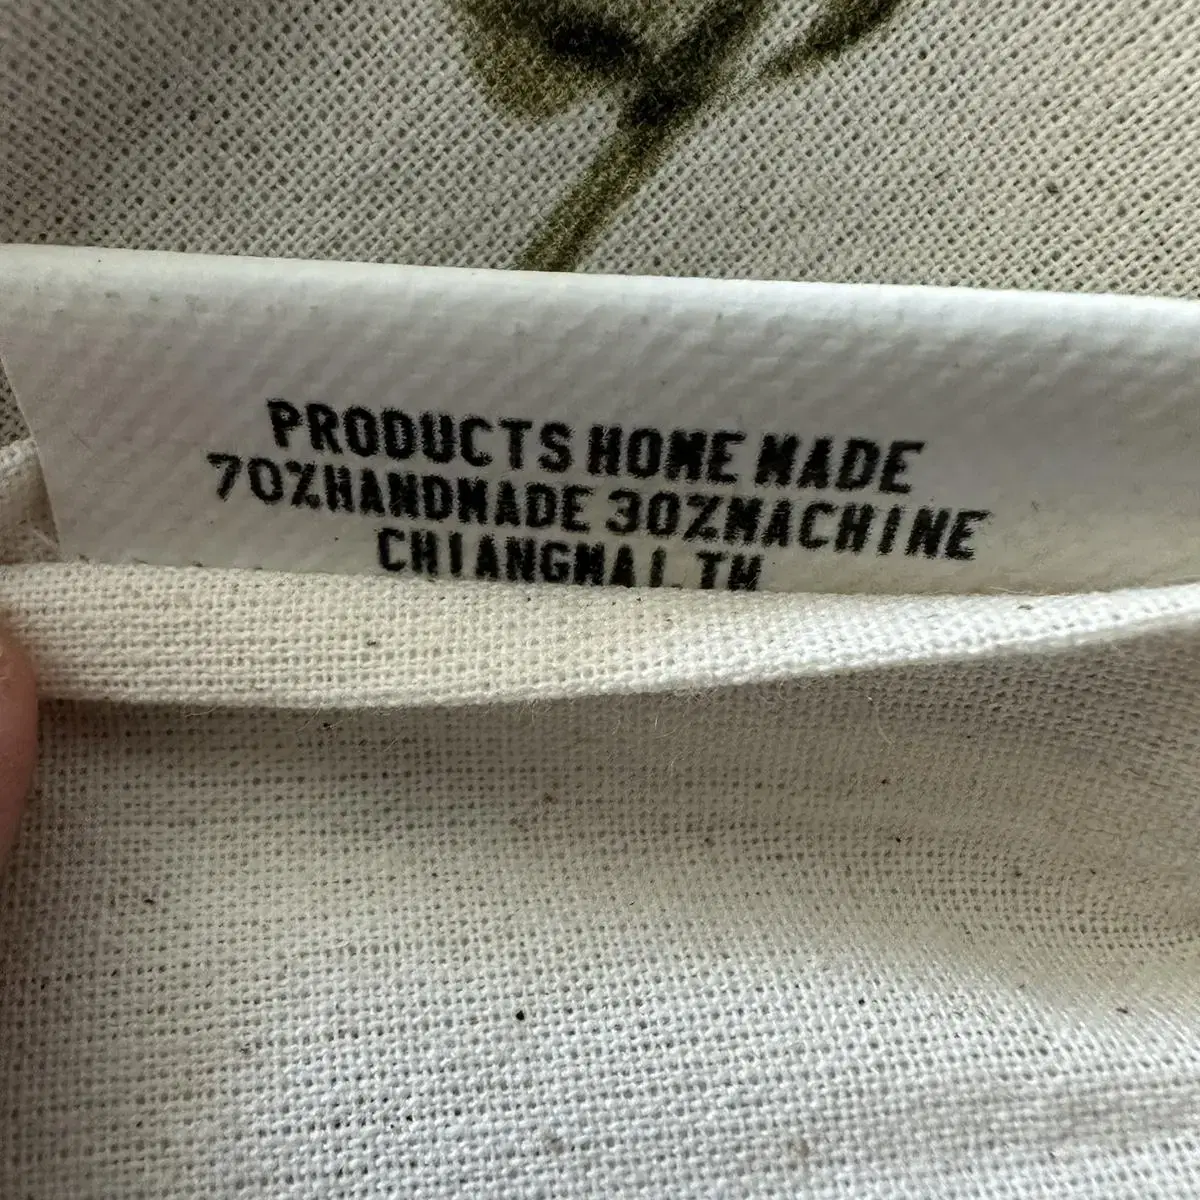 PRODUCTS HOME MADE
70%HANDMADE 30%MACHINE
CHIANGMAI. TH